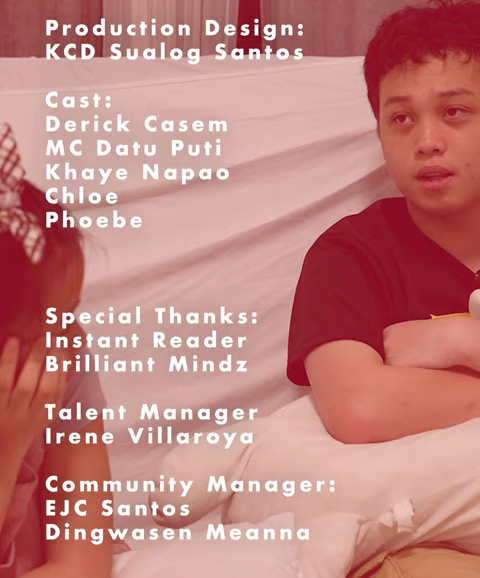 Production Design:
KCD Sualog Santos
Cast:
Derick Casem
MC Datu Puti
Khaye Napao
Chloe
Phoebe
Special Thanks:
Instant Reader
Brilliant Mindz
Talent Manager
Irene Villaroya
Community Manager:
EJC Santos
Dingwasen Meanna